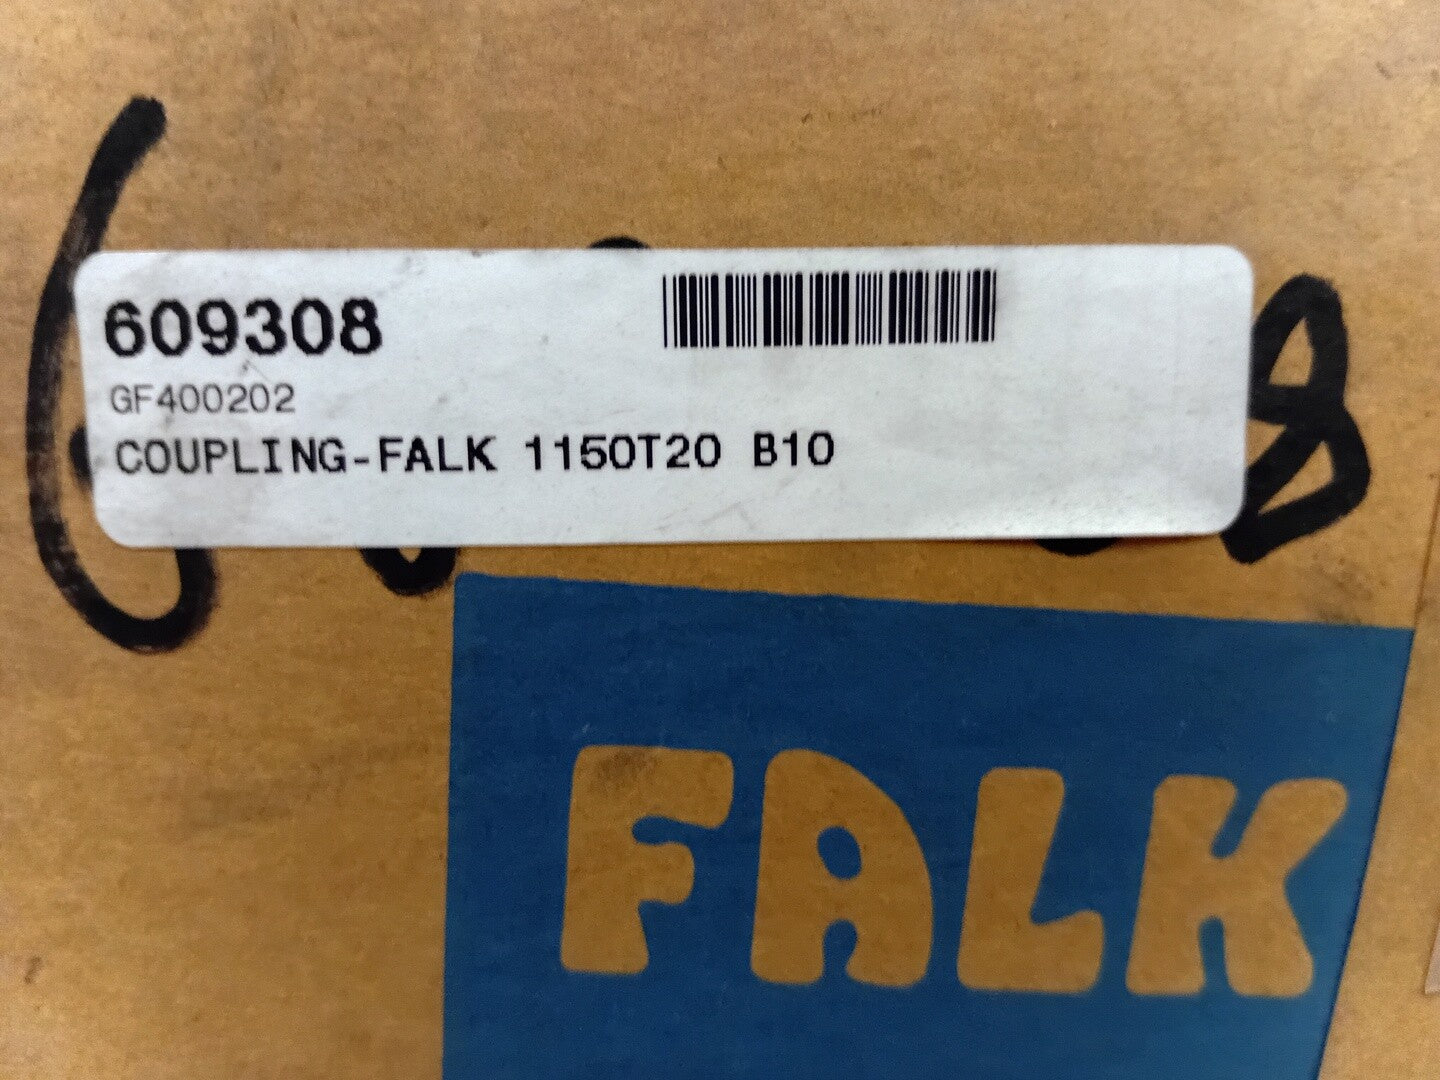 609308
GF400202
COUPLING-FALK 1150T20 B10
FALK